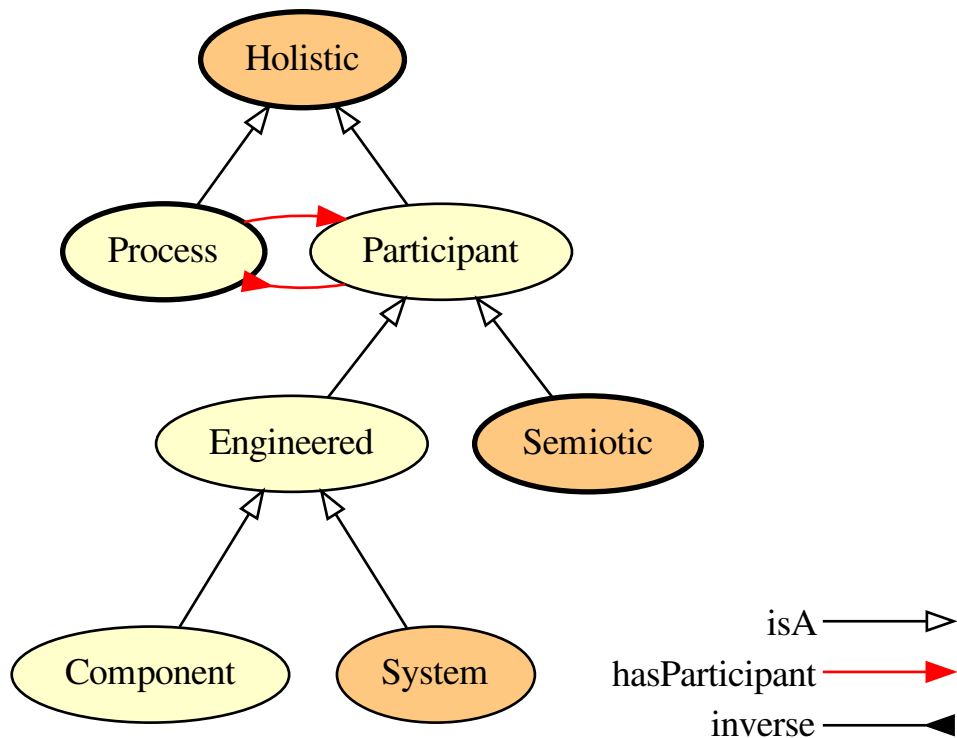 Holistic
Process
Participant
Engineered
Semiotic
Component
System
isA
hasParticipant
inverse